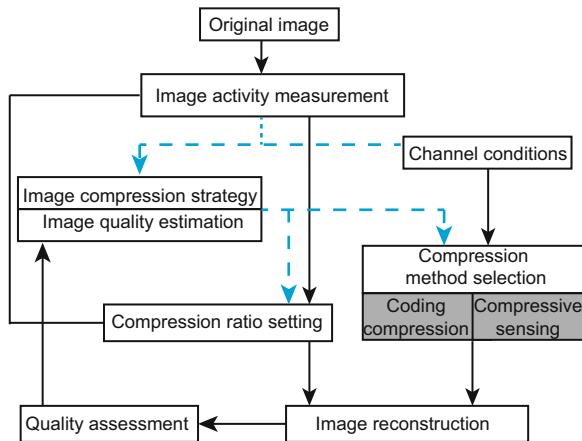 Original image
Image activity measurement
Channel conditions
Image compression strategy
Image quality estimation
Compression
method selection
Coding
compression
Compressive
sensing
Compression ratio setting
Quality assessment
Image reconstruction